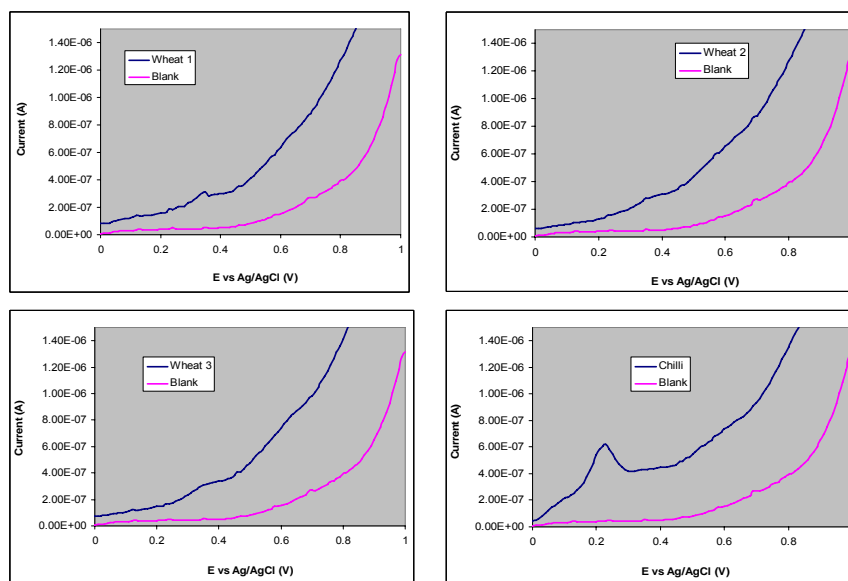 1.40E-06
1.20E-06
1.00E-06
8.00E-07
6.00E-07
4.00E-07
2.00E-07
0.00E+00
Current (A)
Wheat 1
Blank
0 0.2 0.4 0.6 0.8 1
E vs Ag/AgCl (V)
1.40E-06
1.20E-06
1.00E-06
8.00E-07
6.00E-07
4.00E-07
2.00E-07
0.00E+00
Current (A)
Wheat 2
Blank
0 0.2 0.4 0.6 0.8
E vs Ag/AgCl (V)
1.40E-06
1.20E-06
1.00E-06
8.00E-07
6.00E-07
4.00E-07
2.00E-07
0.00E+00
Current (A)
Wheat 3
Blank
0 0.2 0.4 0.6 0.8 1
E vs Ag/AgCl (V)
1.40E-06
1.20E-06
1.00E-06
8.00E-07
6.00E-07
4.00E-07
2.00E-07
0.00E+00
Current (A)
Chilli
Blank
0 0.2 0.4 0.6 0.8
E vs Ag/AgCl (V)